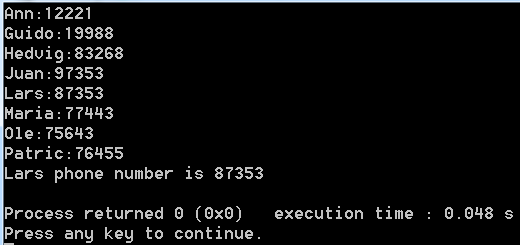 Ann:12221
Guido:19988
Hedvig:83268
Juan:97353
Lars:87353
Maria:77443
Ole:75643
Patric:76455
Lars phone number is 87353
Process returned 0 (0x0)   execution time : 0.048 s
Press any key to continue.